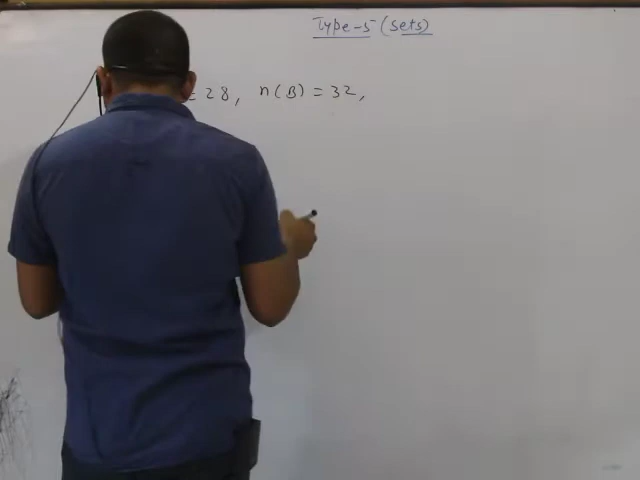 Type-5 (Sets)
= 28, n(B) = 32,